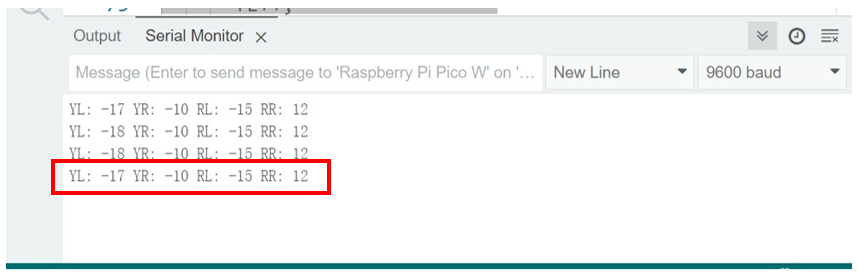 Output Serial Monitor ×
Message (Enter to send message to 'Raspberry Pi Pico W' on '... New Line 9600 baud
YL: -17 YR: -10 RL: -15 RR: 12
YL: -18 YR: -10 RL: -15 RR: 12
YL: -18 YR: -10 RL: -15 RR: 12
YL: -17 YR: -10 RL: -15 RR: 12